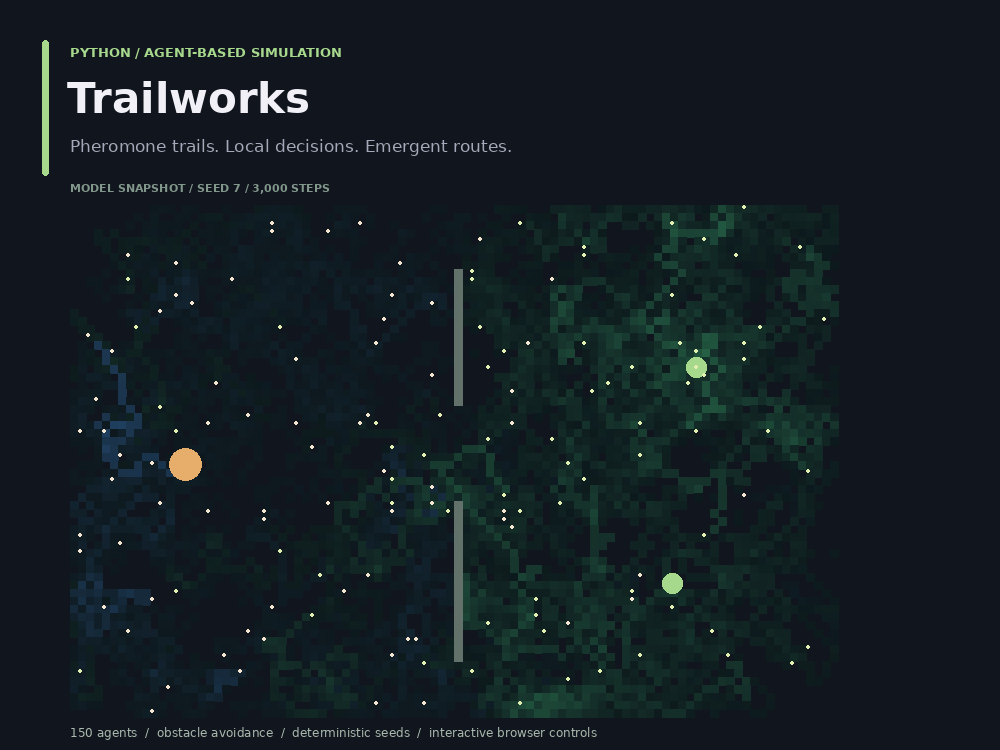 PYTHON / AGENT-BASED SIMULATION
Trailworks
Pheromone trails. Local decisions. Emergent routes.
MODEL SNAPSHOT / SEED 7 / 3,000 STEPS
150 agents / obstacle avoidance / deterministic seeds / interactive browser controls